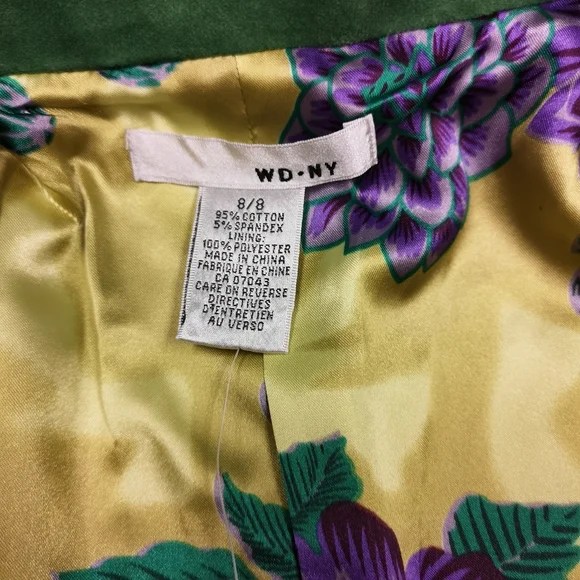 WD•NY
8/8
95% COTTON
5% SPANDEX
LINING:
100% POLYESTER
MADE IN CHINA
FABRIQUE EN CHINE
CA 07043
CARE ON REVERSE
DIRECTIVES
D'ENTRETIEN
AU VERSO